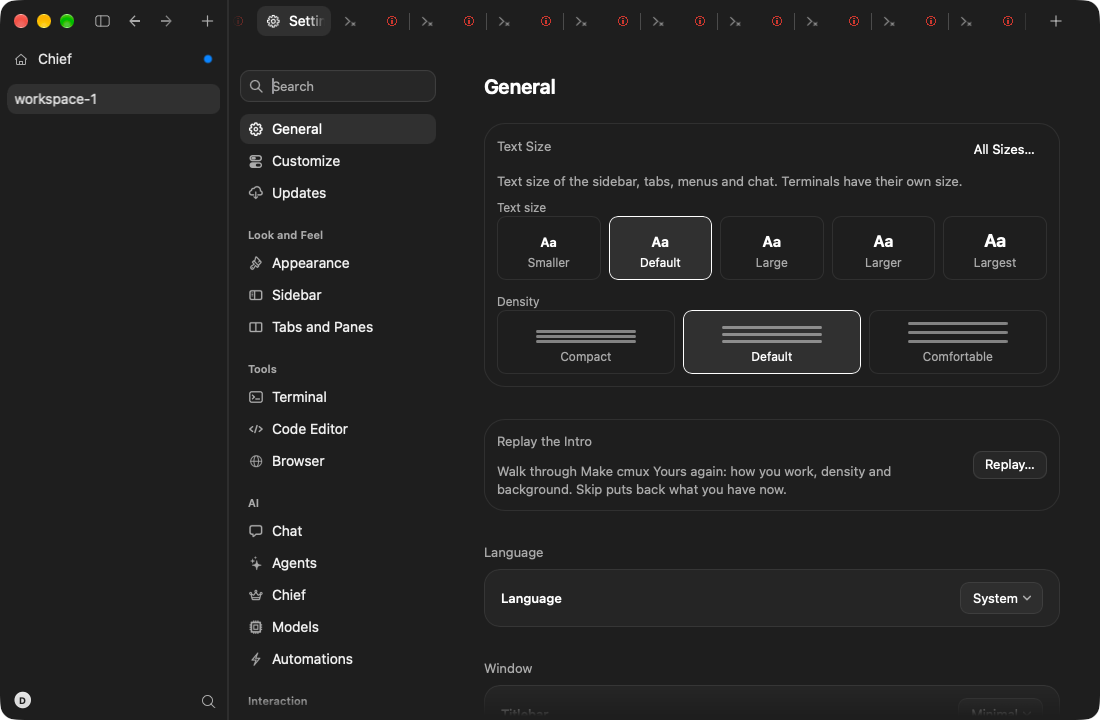 Settin
Chief
workspace-1
D
Search
General
Customize
Updates
Look and Feel
Appearance
Sidebar
Tabs and Panes
Tools
Terminal
Code Editor
Browser
AI
Chat
Agents
Chief
Models
Automations
Interaction
General
Text Size
All Sizes...
Text size of the sidebar, tabs, menus and chat. Terminals have their own size.
Text size
Aa Aa Aa Aa Aa
Smaller Default Large Larger Largest
Density
Compact Default Comfortable
Replay the Intro
Walk through Make cmux Yours again: how you work, density and
background. Skip puts back what you have now.
Replay...
Language
Language System
Window
Titlebar Minimal